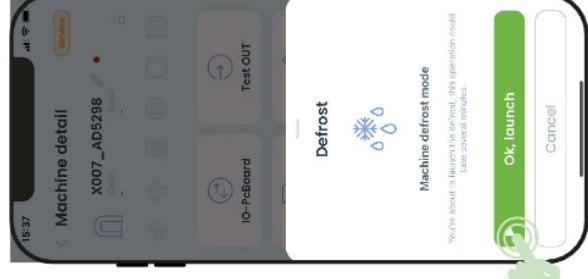 15:37
Machine detail
Service
X007_AD5298
IO-PcBoard
Test OUT
Defrost
Machine defrost mode
You're about to launch the defrost, this operation could
take several minutes.
Ok, launch
Cancel